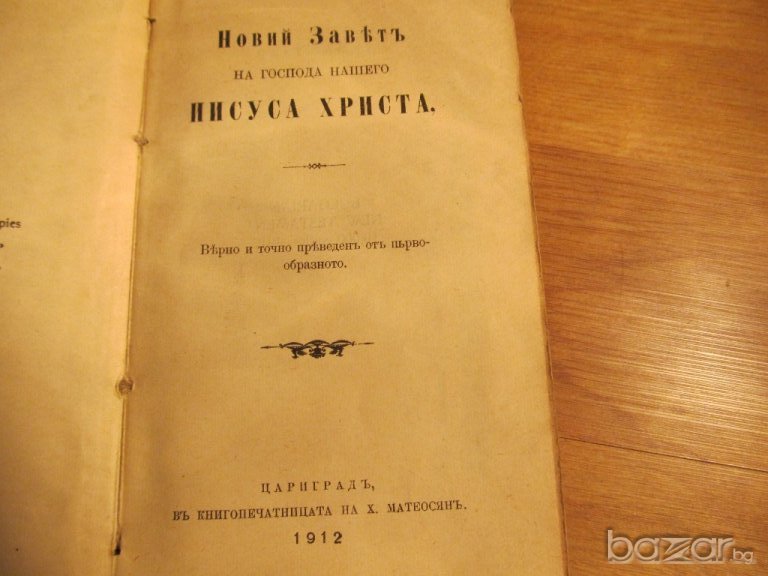 Новий Завѣтъ
НА ГОСПОДА НАШЕГО
ИИСУСА ХРИСТА,
Вѣрно и точно прѣведенъ отъ първо-
образното.
ЦАРИГРАДЪ,
ВЪ КНИГОПЕЧАТНИЦАТА НА Х. МАТЕОСЯНЪ.
1912
pies
bazar.bg